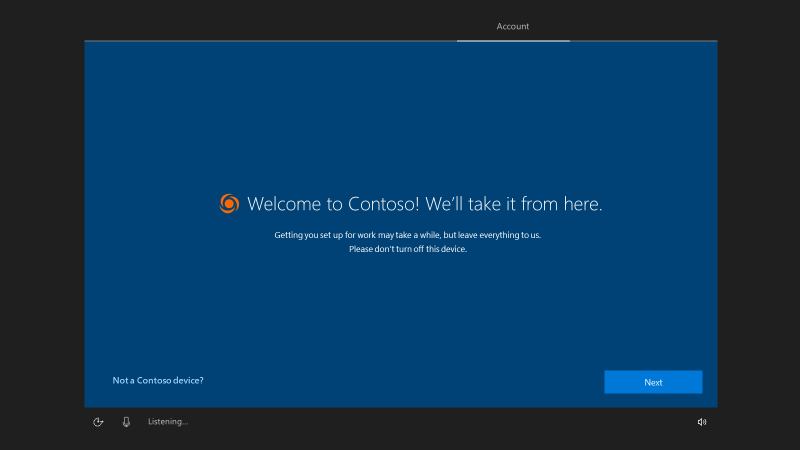 Account
Welcome to Contoso! We'll take it from here.
Getting you set up for work may take a while, but leave everything to us.
Please don't turn off this device.
Not a Contoso device?
Next
Listening...